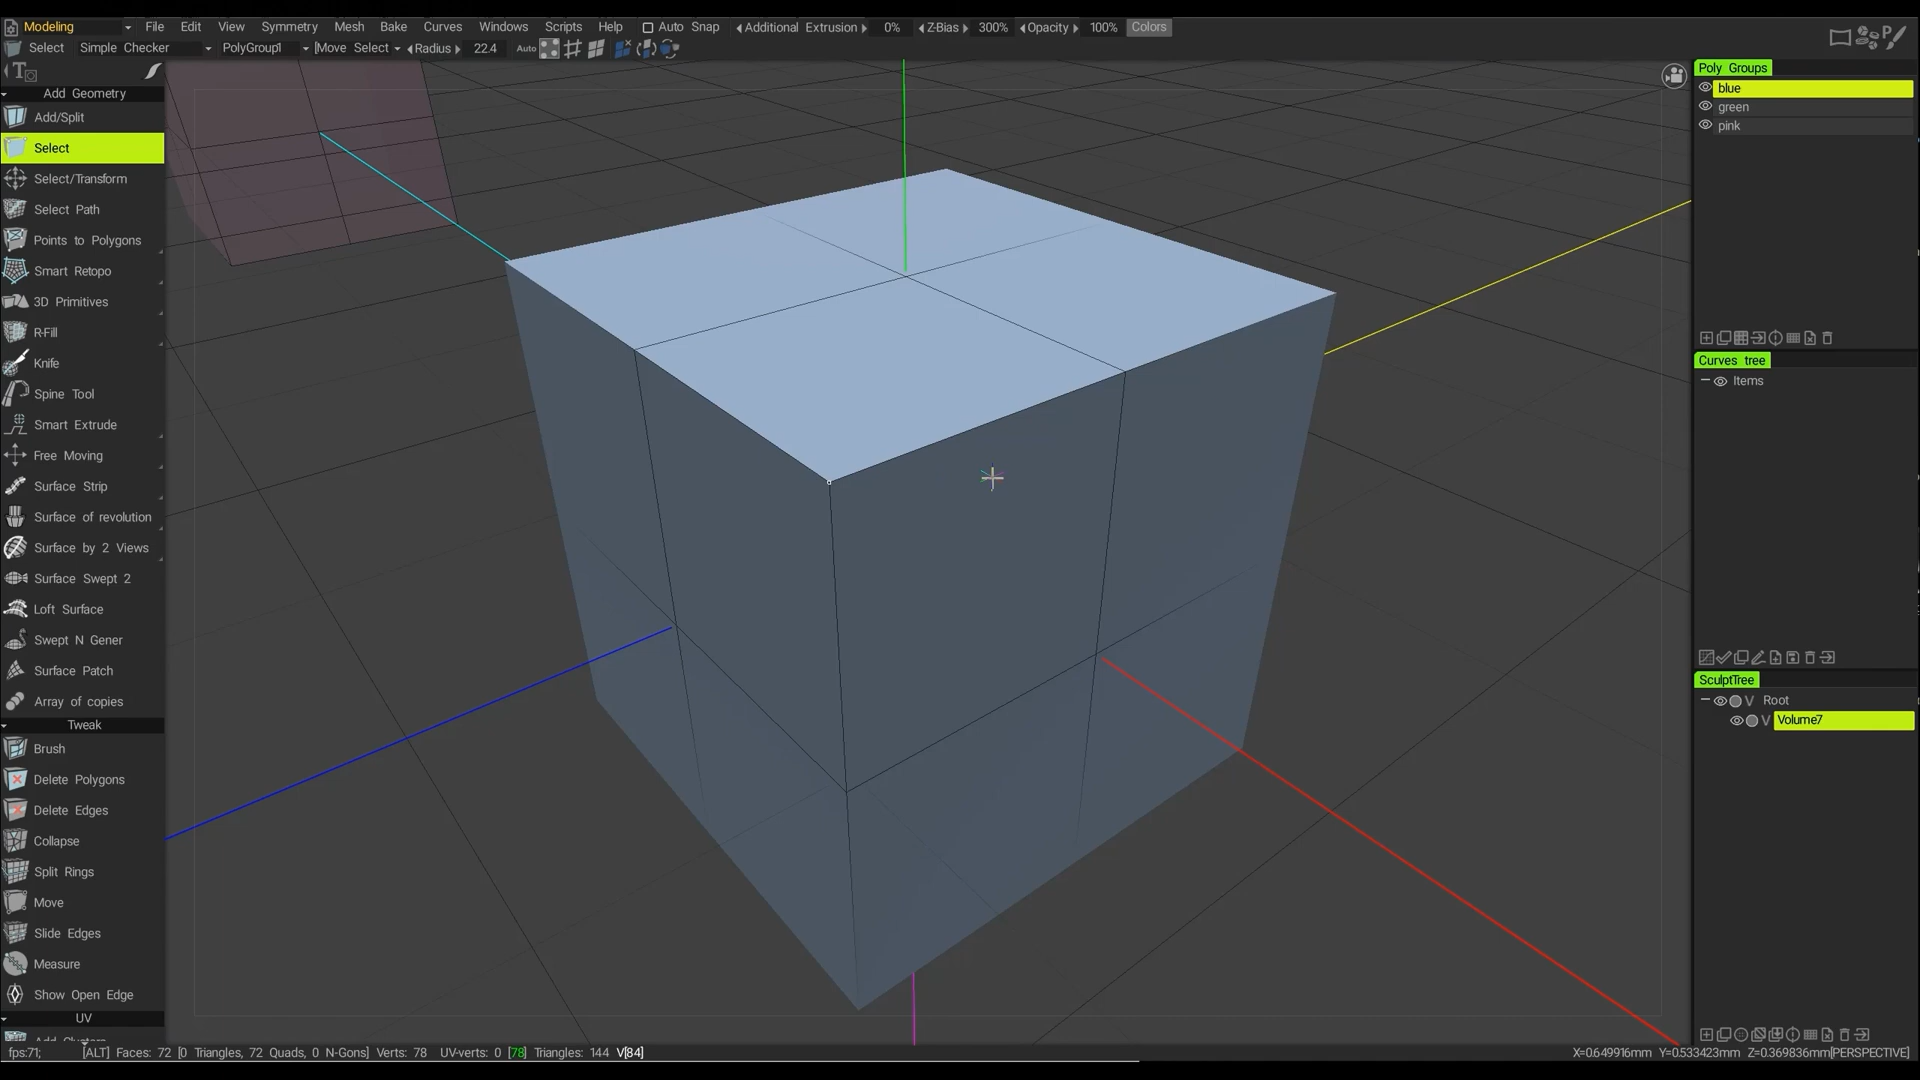 Modeling File Edit View Symmetry Mesh Bake Curves Windows Scripts Help Auto Snap Additional Extrusion 0% Z-Bias 300% Opacity 100% Colors
Select Simple Checker PolyGroup1 Move Select Radius 22.4 Auto
Add Geometry
Add/Split
Select
Select/Transform
Select Path
Points to Polygons
Smart Retopo
3D Primitives
R-Fill
Knife
Spine Tool
Smart Extrude
Free Moving
Surface Strip
Surface of revolution
Surface by 2 Views
Surface Swept 2
Loft Surface
Swept N Gener
Surface Patch
Array of copies
Tweak
Brush
Delete Polygons
Delete Edges
Collapse
Split Rings
Move
Slide Edges
Measure
Show Open Edge
UV
Poly Groups
blue
green
pink
Curves tree
Items
SculptTree
V Root
V Volume7
fps:71; [ALT] Faces: 72 [0 Triangles, 72 Quads, 0 N-Gons] Verts: 78 UV-verts: 0 [78] Triangles: 144 V[84] X=0.649916mm Y=0.533423mm Z=0.369836mm[PERSPECTIVE]